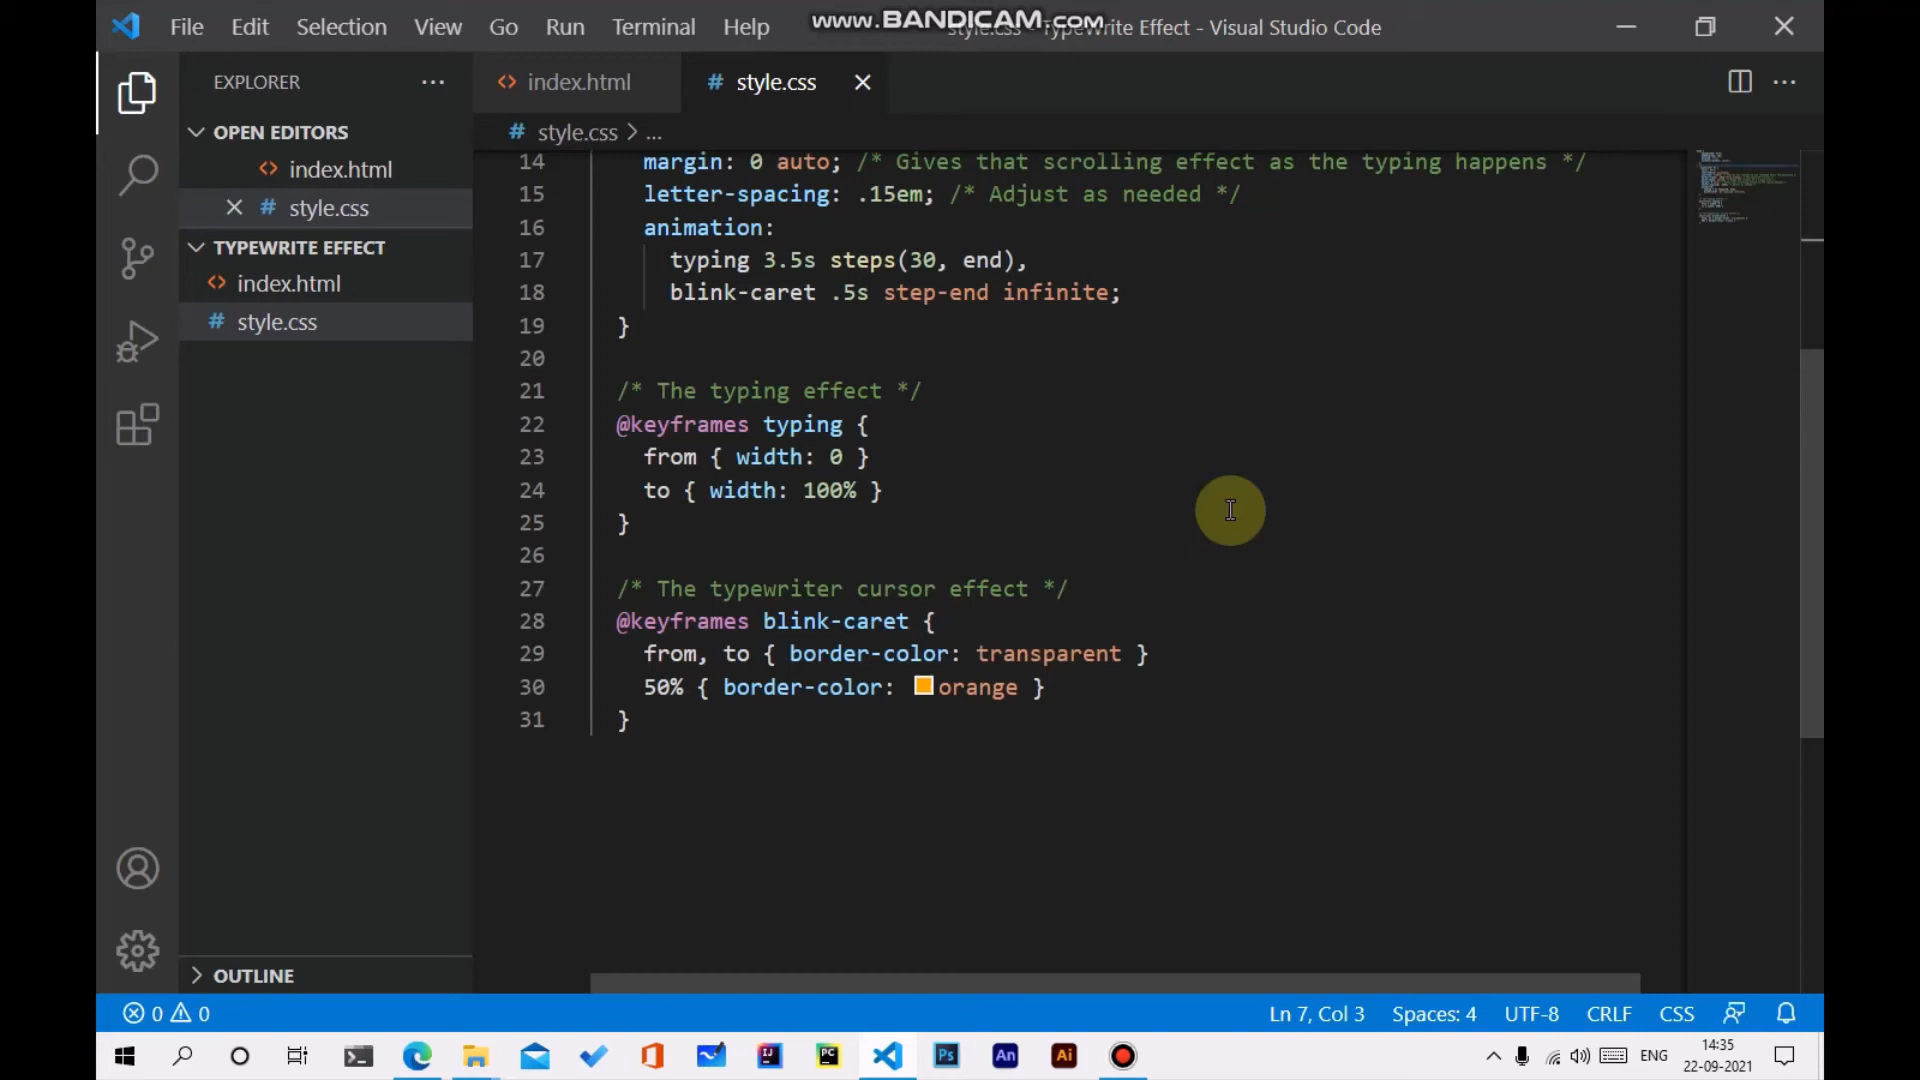 File Edit Selection View Go Run Terminal Help
www.BANDICAM.com
style.css - Typewrite Effect - Visual Studio Code
EXPLORER
index.html
style.css
OPEN EDITORS
index.html
style.css
TYPEWRITE EFFECT
index.html
style.css
OUTLINE
style.css > ...
14 margin: 0 auto; /* Gives that scrolling effect as the typing happens */
15 letter-spacing: .15em; /* Adjust as needed */
16 animation:
17 typing 3.5s steps(30, end),
18 blink-caret .5s step-end infinite;
19 }
20
21 /* The typing effect */
22 @keyframes typing {
23 from { width: 0 }
24 to { width: 100% }
25 }
26
27 /* The typewriter cursor effect */
28 @keyframes blink-caret {
29 from, to { border-color: transparent }
30 50% { border-color: orange }
31 }
0 0
Ln 7, Col 3 Spaces: 4 UTF-8 CRLF CSS
IJ PC Ps An Ai
ENG
14:35
22-09-2021